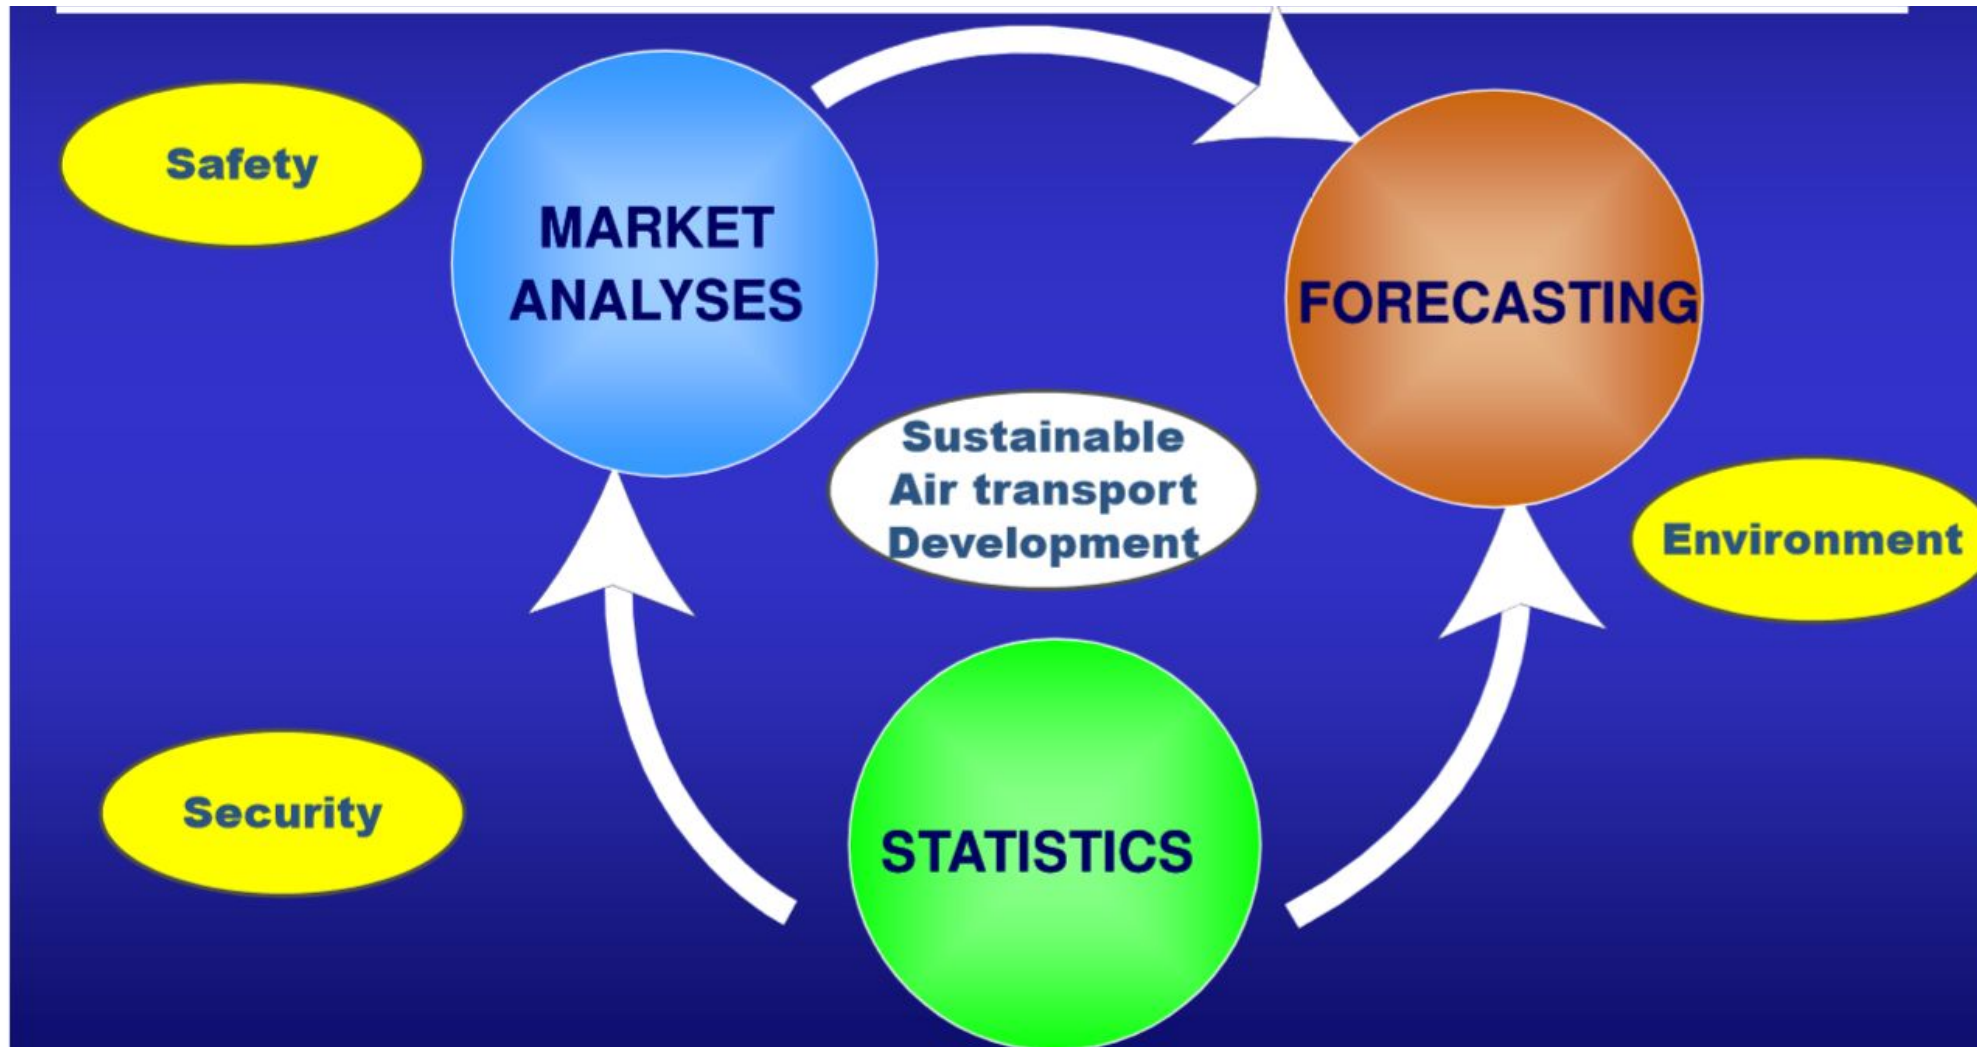 Safety
MARKET
ANALYSES
FORECASTING
Sustainable
Air transport
Development
Environment
Security
STATISTICS